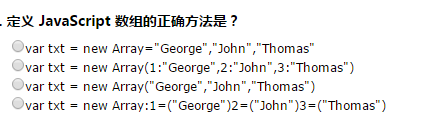 . 定义 JavaScript 数组的正确方法是？
var txt = new Array="George","John","Thomas"
var txt = new Array(1:"George",2:"John",3:"Thomas")
var txt = new Array("George","John","Thomas")
var txt = new Array:1=("George")2=("John")3=("Thomas")